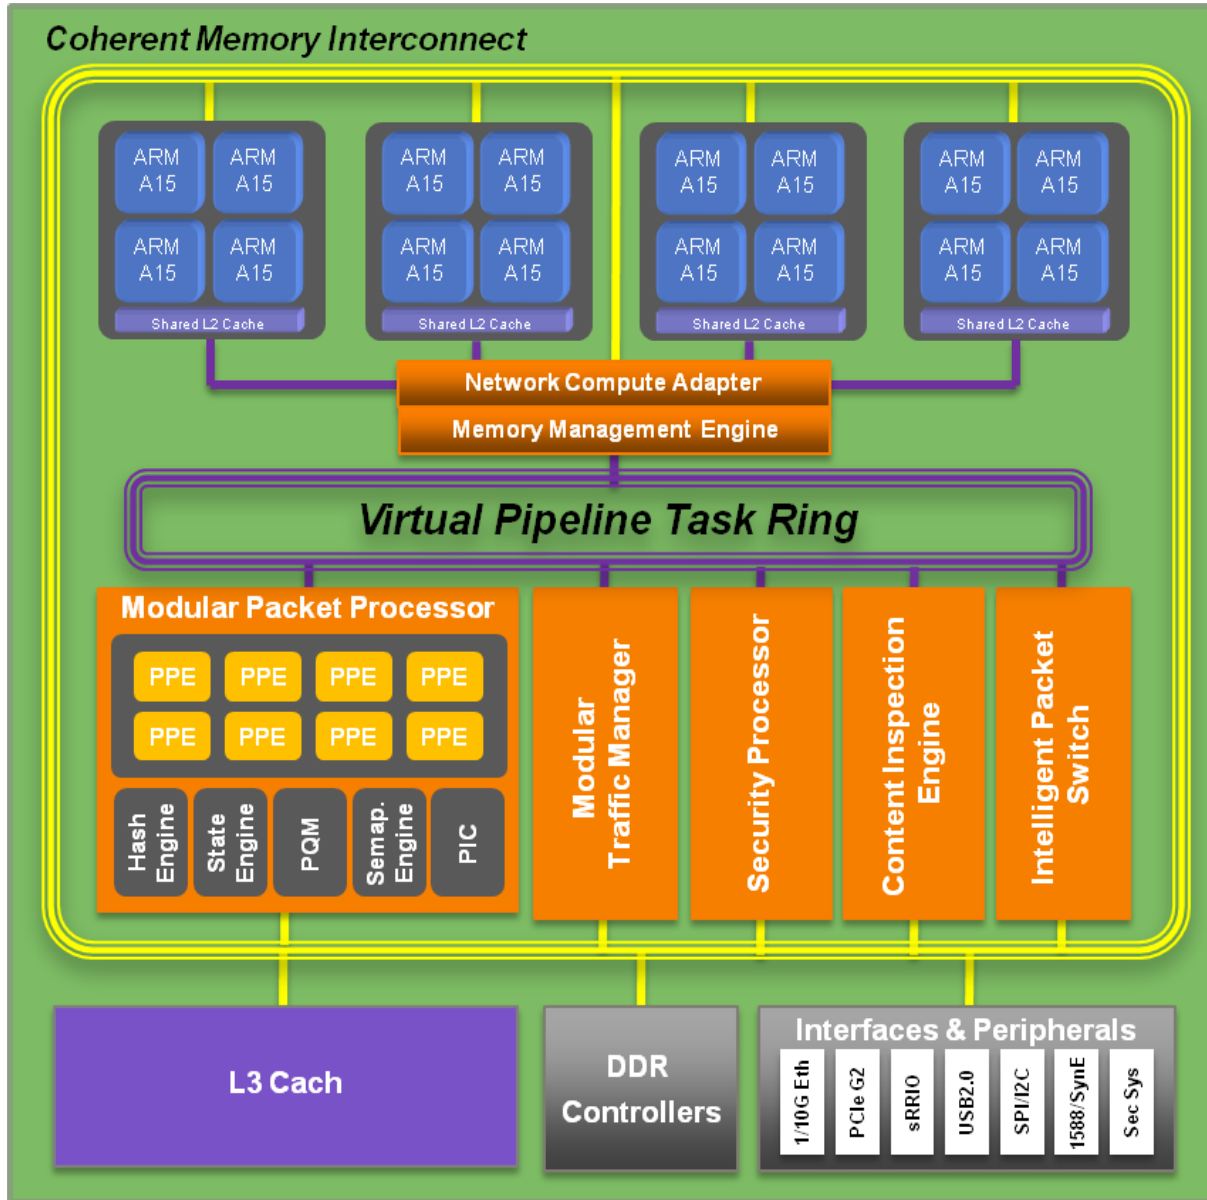 Coherent Memory Interconnect
ARM
A15
ARM
A15
ARM
A15
ARM
A15
Shared L2 Cache
ARM
A15
ARM
A15
ARM
A15
ARM
A15
Shared L2 Cache
ARM
A15
ARM
A15
ARM
A15
ARM
A15
Shared L2 Cache
ARM
A15
ARM
A15
ARM
A15
ARM
A15
Shared L2 Cache
Network Compute Adapter
Memory Management Engine
Virtual Pipeline Task Ring
Modular Packet Processor
PPE
PPE
PPE
PPE
PPE
PPE
PPE
PPE
Hash
Engine
State
Engine
PQM
Semap.
Engine
PIC
Modular
Traffic Manager
Security Processor
Content Inspection
Engine
Intelligent Packet
Switch
L3 Cach
DDR
Controllers
Interfaces & Peripherals
1/10G Eth
PCIe G2
sRRIO
USB2.0
SPI/I2C
1588/SynE
Sec Sys